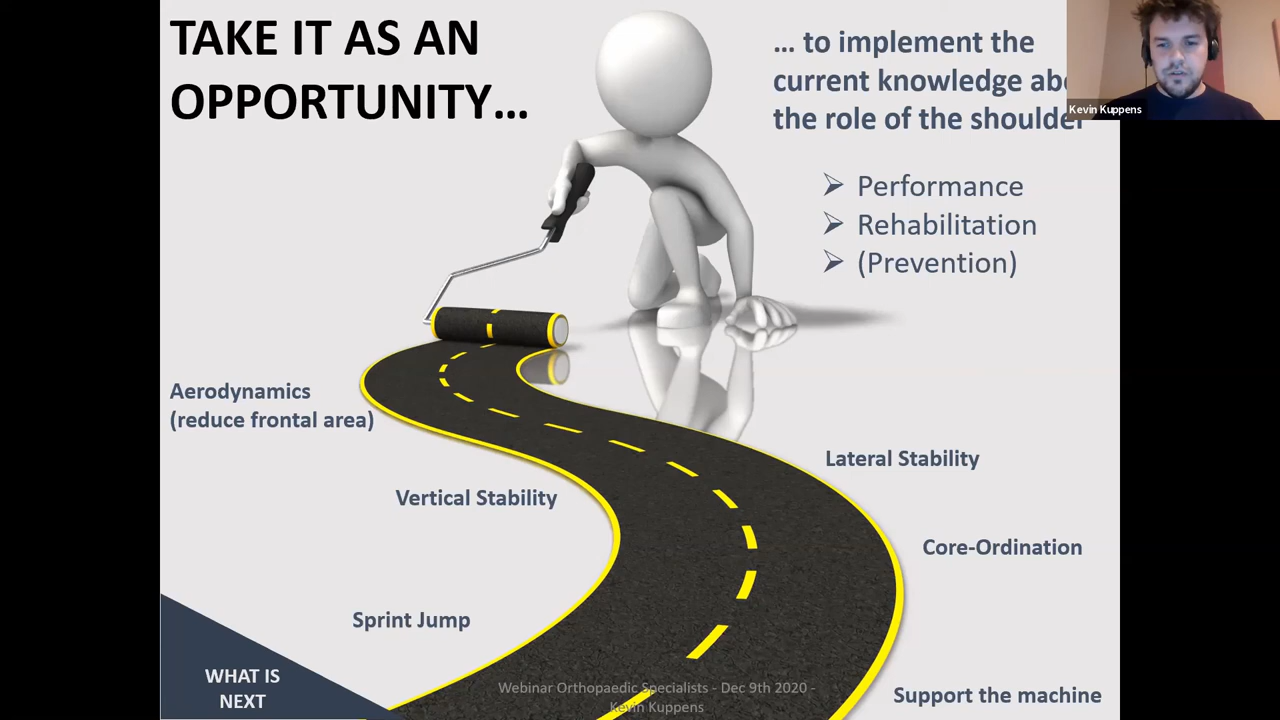 TAKE IT AS AN
OPPORTUNITY...
... to implement the
current knowledge
the role of the shoulder
Kevin Kuppens
➢ Performance
➢ Rehabilitation
➢ (Prevention)
Aerodynamics
(reduce frontal area)
Lateral Stability
Vertical Stability
Core-Ordination
Sprint Jump
WHAT IS
NEXT
Webinar Orthopaedic Specialists - Dec 9th 2020 -
Kevin Kuppens
Support the machine